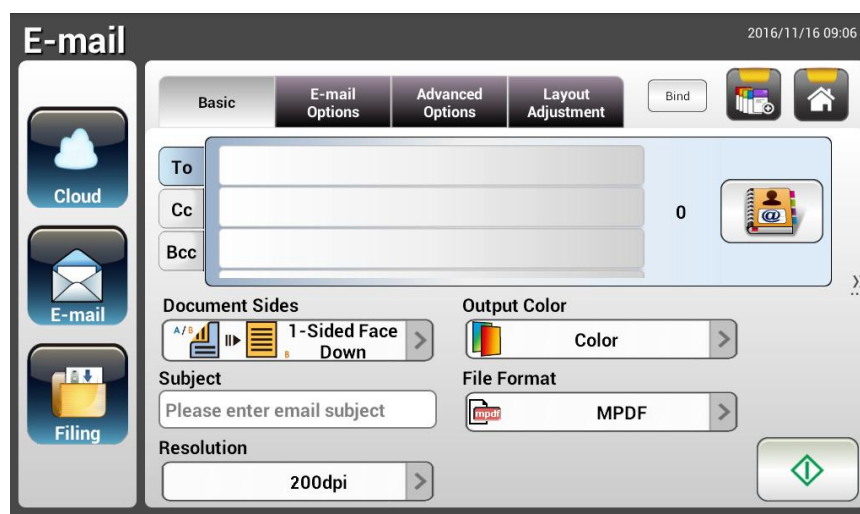 E-mail
2016/11/16 09:06
Cloud
E-mail
Filing
Basic
E-mail
Options
Advanced
Options
Layout
Adjustment
Bind
To
Cc
Bcc
0
@
Document Sides
A/B
B
1-Sided Face
Down
Output Color
Color
Subject
Please enter email subject
File Format
mpdf
MPDF
Resolution
200dpi